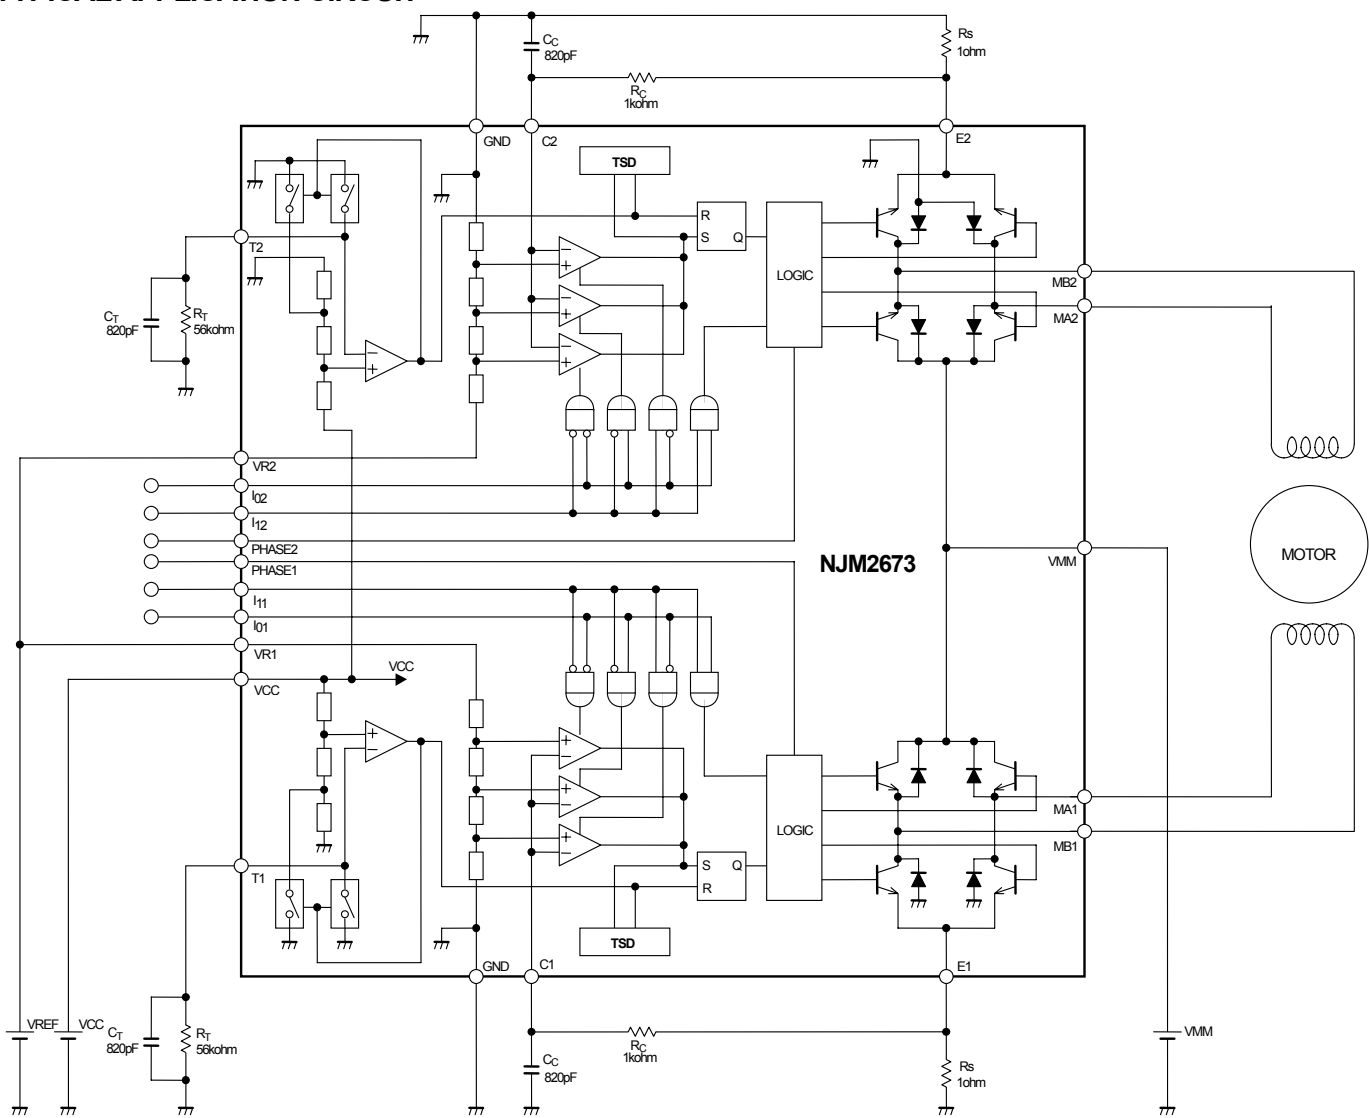 CC
820pF
Rs
1ohm
RC
1kohm
GND
C2
E2
TSD
R
S
Q
T2
LOGIC
MB2
MA2
CT
820pF
RT
56kohm
−
+
−
+
−
+
−
+
VR2
I02
I12
PHASE2
PHASE1
I11
I01
VR1
VCC
VCC
NJM2673
VMM
MOTOR
+
−
+
−
+
−
+
−
LOGIC
MA1
MB1
S
Q
R
T1
TSD
GND
C1
E1
VREF
VCC
CT
820pF
RT
56kohm
RC
1kohm
CC
820pF
Rs
1ohm
VMM